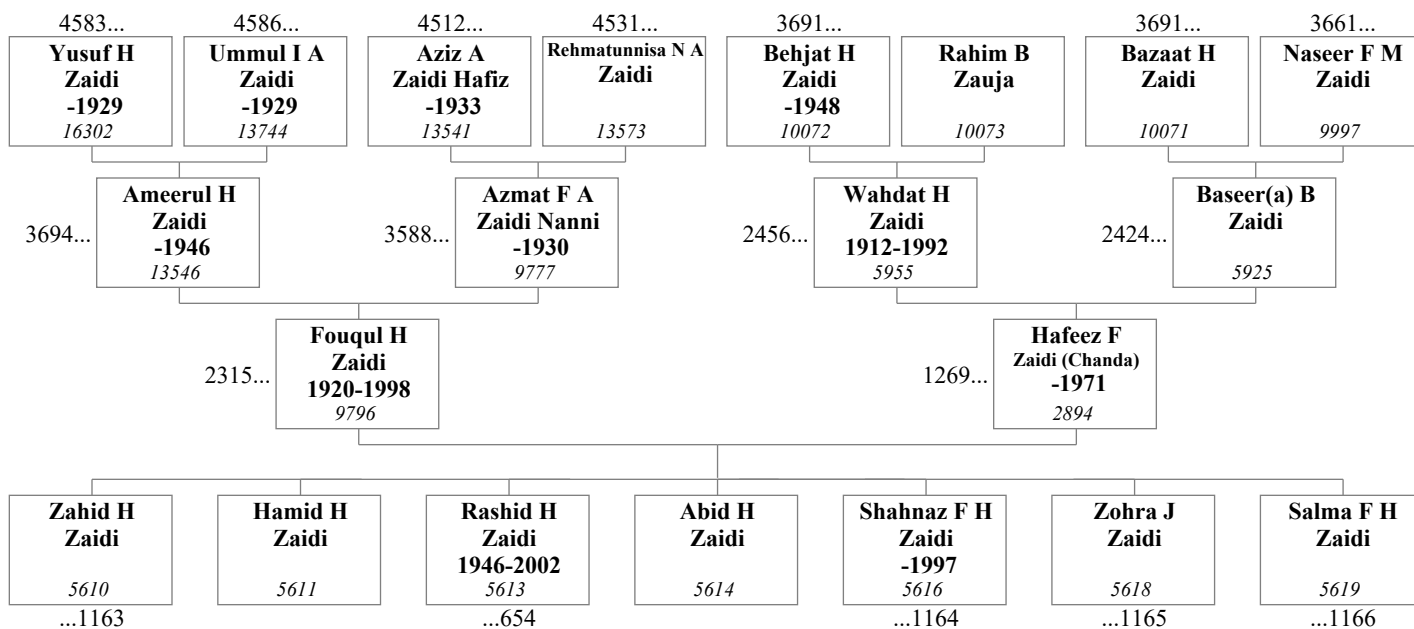 4583... 4586... 4512... 4531... 3691... 3691... 3661...
Yusuf H
Zaidi
-1929
16302
Ummul I A
Zaidi
-1929
13744
Aziz A
Zaidi Hafiz
-1933
13541
Rehmatunnisa N A
Zaidi
13573
Behjat H
Zaidi
-1948
10072
Rahim B
Zauja
10073
Bazaat H
Zaidi
10071
Naseer F M
Zaidi
9997
3694...
Ameerul H
Zaidi
-1946
13546
3588...
Azmat F A
Zaidi Nanni
-1930
9777
2456...
Wahdat H
Zaidi
1912-1992
5955
2424...
Baseer(a) B
Zaidi
5925
2315...
Fouqul H
Zaidi
1920-1998
9796
1269...
Hafeez F
Zaidi (Chanda)
-1971
2894
Zahid H
Zaidi
5610
...1163
Hamid H
Zaidi
5611
Rashid H
Zaidi
1946-2002
5613
...654
Abid H
Zaidi
5614
Shahnaz F H
Zaidi
-1997
5616
...1164
Zohra J
Zaidi
5618
...1165
Salma F H
Zaidi
5619
...1166